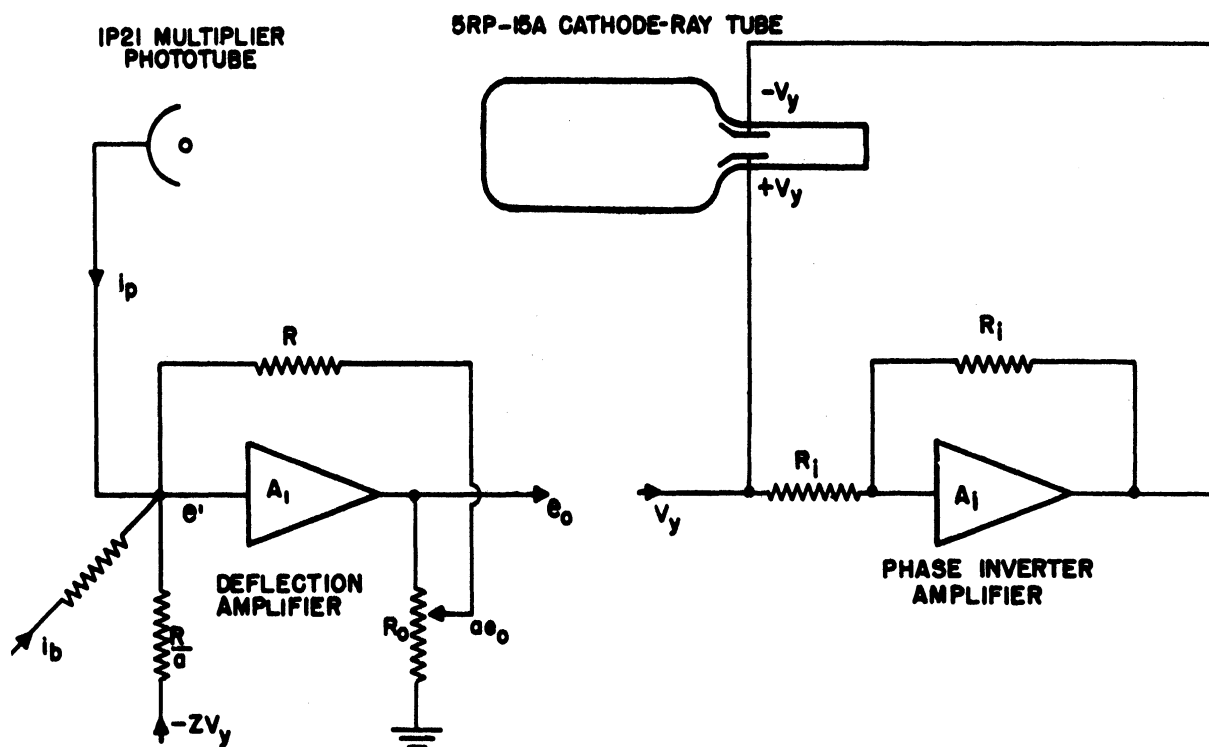 1P21 MULTIPLIER
PHOTOTUBE
5RP-15A CATHODE-RAY TUBE
-Vy
+Vy
ip
R
Ri
Ri
A1
e'
eo
Vy
Ai
DEFLECTION
AMPLIFIER
PHASE INVERTER
AMPLIFIER
Ro
aeo
R
a
ib
-ZVy